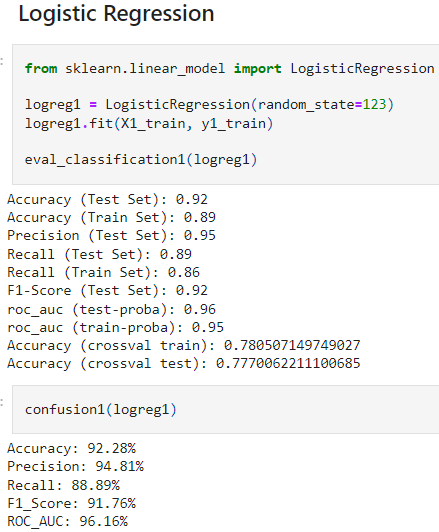 Logistic Regression
from sklearn.linear_model import LogisticRegression
logreg1 = LogisticRegression(random_state=123)
logreg1.fit(X1_train, y1_train)
eval_classification1(logreg1)
Accuracy (Test Set): 0.92
Accuracy (Train Set): 0.89
Precision (Test Set): 0.95
Recall (Test Set): 0.89
Recall (Train Set): 0.86
F1-Score (Test Set): 0.92
roc_auc (test-proba): 0.96
roc_auc (train-proba): 0.95
Accuracy (crossval train): 0.780507149749027
Accuracy (crossval test): 0.7770062211100685
confusion1(logreg1)
Accuracy: 92.28%
Precision: 94.81%
Recall: 88.89%
F1_Score: 91.76%
ROC_AUC: 96.16%